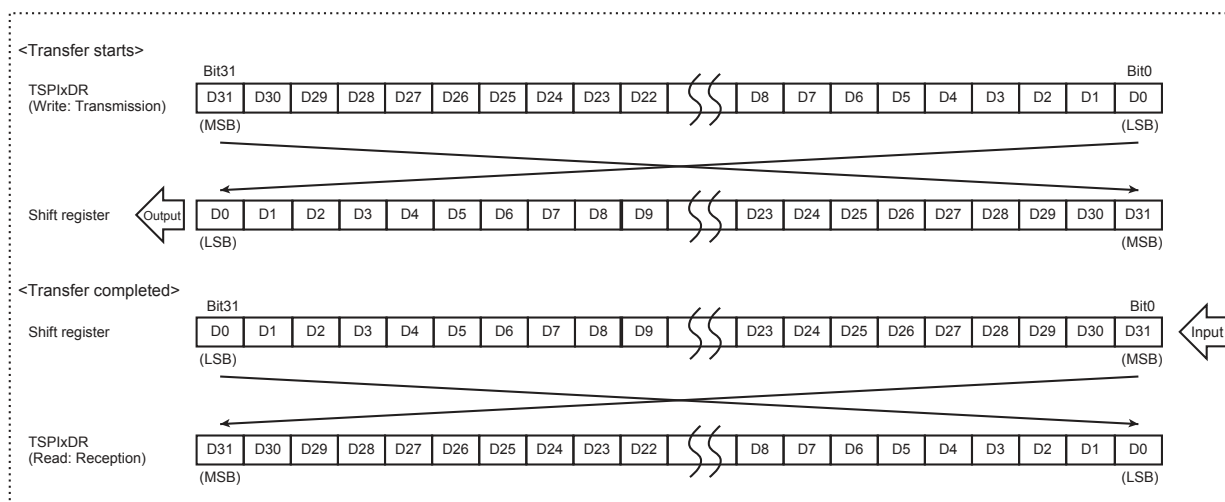 <Transfer starts>
Bit31 Bit0
TSPIxDR
(Write: Transmission)
D31 D30 D29 D28 D27 D26 D25 D24 D23 D22 D8 D7 D6 D5 D4 D3 D2 D1 D0
(MSB) (LSB)
Shift register Output D0 D1 D2 D3 D4 D5 D6 D7 D8 D9 D23 D24 D25 D26 D27 D28 D29 D30 D31
(LSB) (MSB)
<Transfer completed>
Bit31 Bit0
Shift register D0 D1 D2 D3 D4 D5 D6 D7 D8 D9 D23 D24 D25 D26 D27 D28 D29 D30 D31 Input
(LSB) (MSB)
TSPIxDR
(Read: Reception)
D31 D30 D29 D28 D27 D26 D25 D24 D23 D22 D8 D7 D6 D5 D4 D3 D2 D1 D0
(MSB) (LSB)